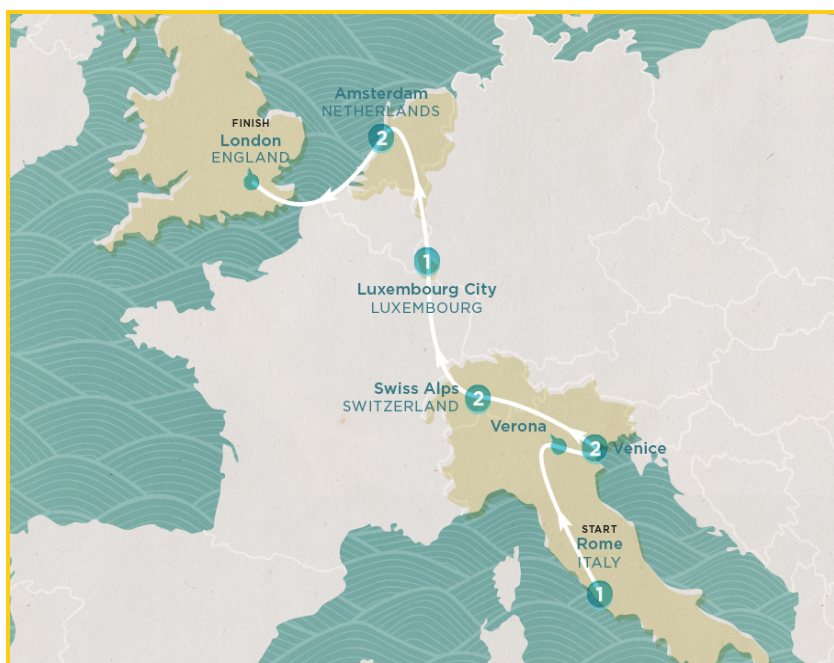 Amsterdam
NETHERLANDS
2
FINISH
London
ENGLAND
1
Luxembourg City
LUXEMBOURG
Swiss Alps
SWITZERLAND
2
Verona
2
Venice
START
Rome
ITALY
1